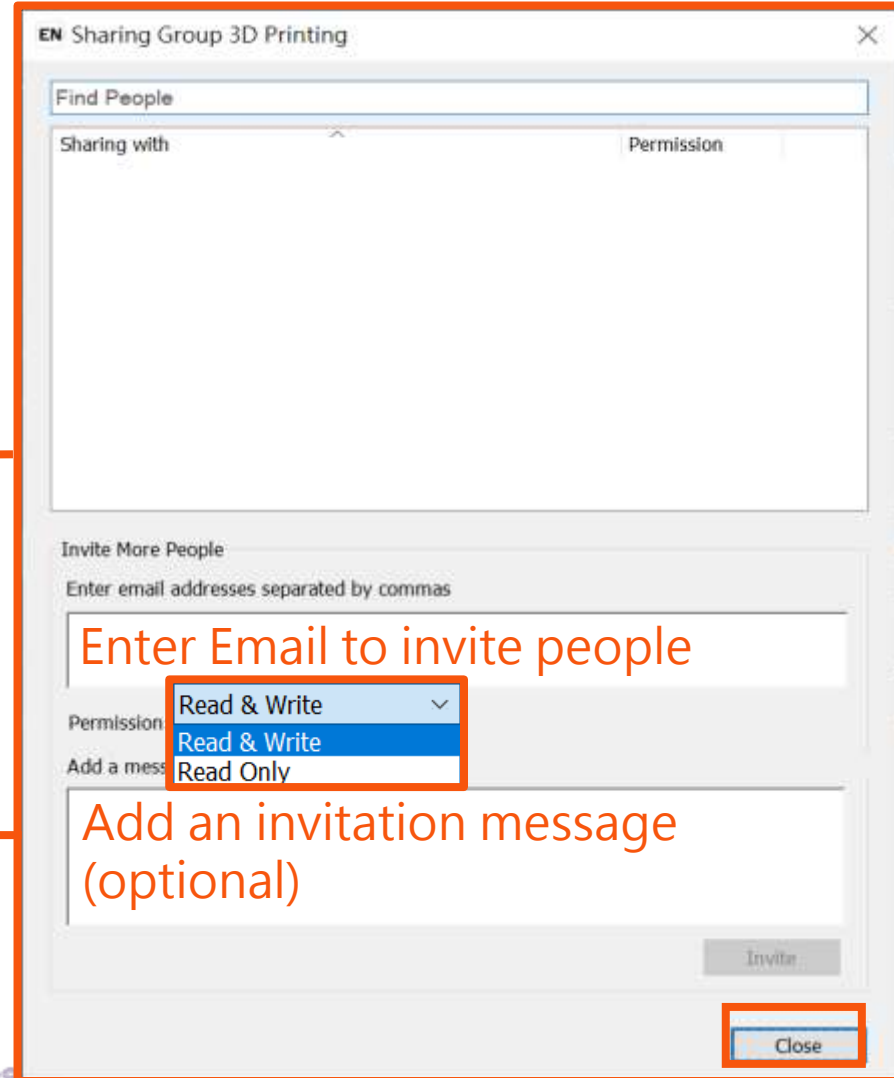 EN Sharing Group 3D Printing
Find People
Sharing with Permission
Invite More People
Enter email addresses separated by commas
Enter Email to invite people
Read & Write
Permission
Read & Write
Add a mess
Read Only
Add an invitation message
(optional)
Invite
Close